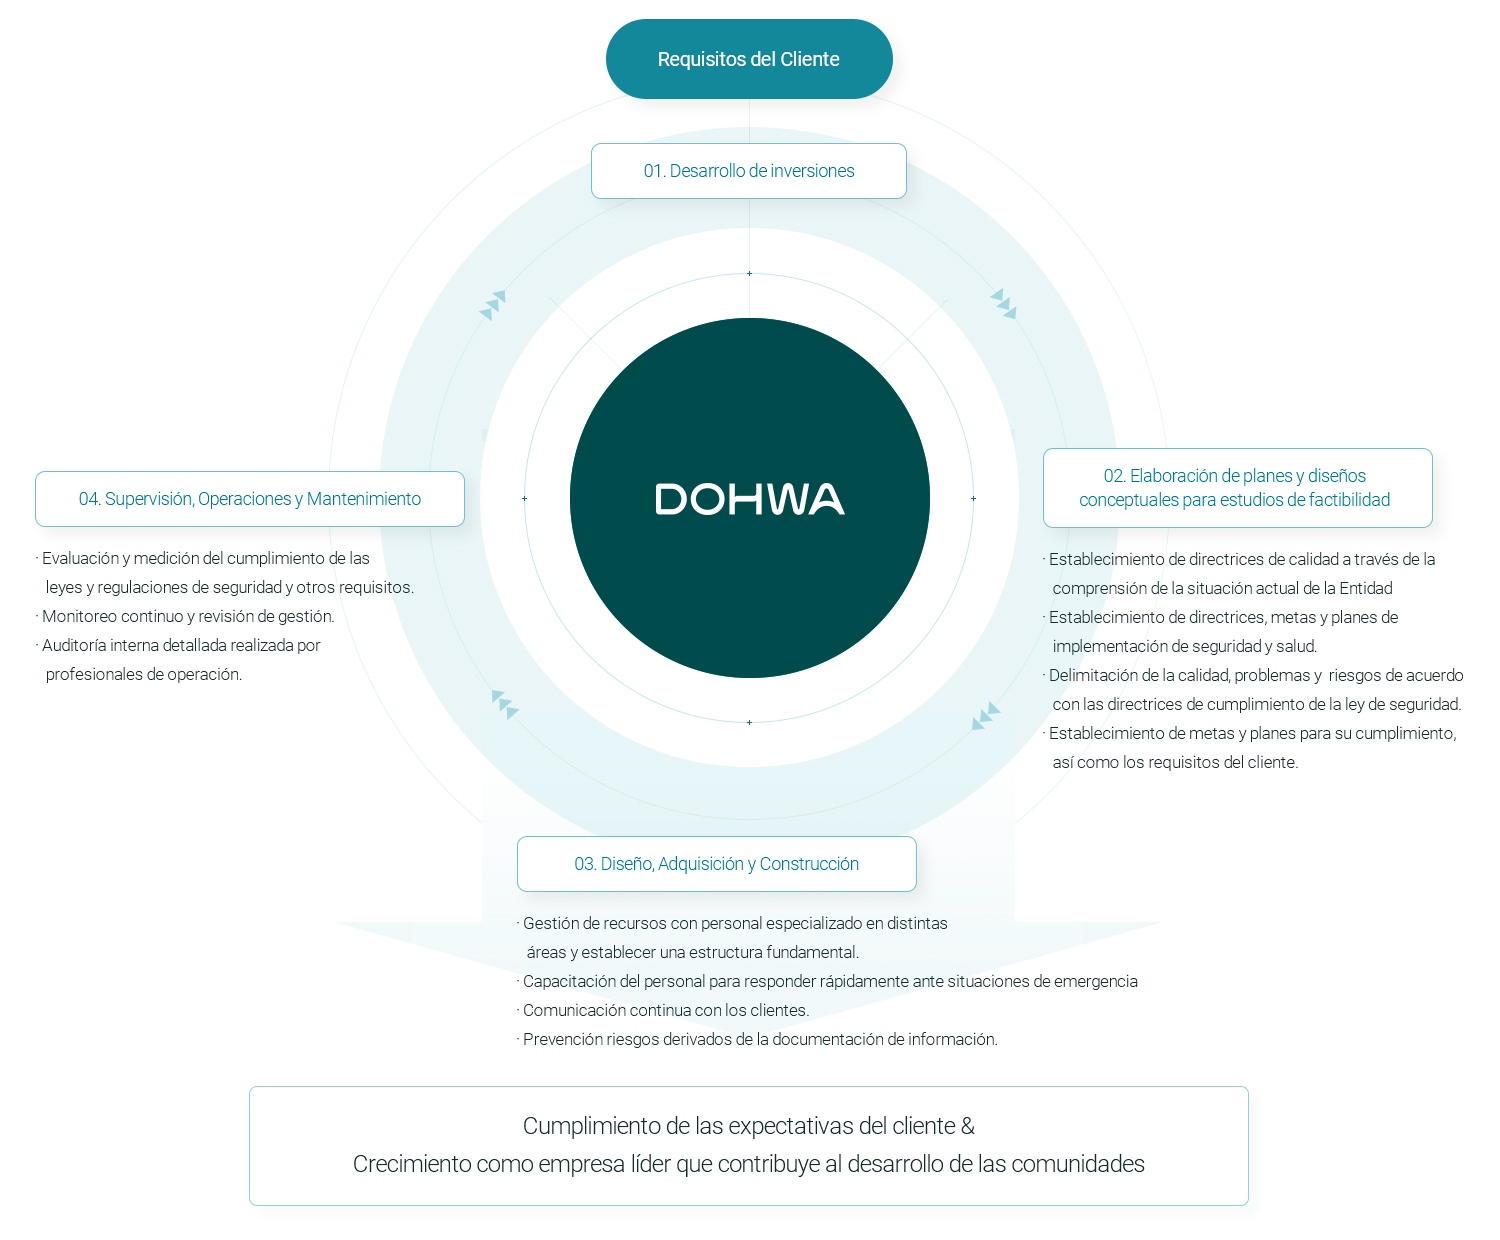 Requisitos del Cliente
01. Desarrollo de inversiones
DOHWA
02. Elaboración de planes y diseños
conceptuales para estudios de factibilidad
· Establecimiento de directrices de calidad a través de la
comprensión de la situación actual de la Entidad
· Establecimiento de directrices, metas y planes de
implementación de seguridad y salud.
· Delimitación de la calidad, problemas y riesgos de acuerdo
con las directrices de cumplimiento de la ley de seguridad.
· Establecimiento de metas y planes para su cumplimiento,
así como los requisitos del cliente.
03. Diseño, Adquisición y Construcción
· Gestión de recursos con personal especializado en distintas
áreas y establecer una estructura fundamental.
· Capacitación del personal para responder rápidamente ante situaciones de emergencia
· Comunicación continua con los clientes.
· Prevención riesgos derivados de la documentación de información.
04. Supervisión, Operaciones y Mantenimiento
· Evaluación y medición del cumplimiento de las
leyes y regulaciones de seguridad y otros requisitos.
· Monitoreo continuo y revisión de gestión.
· Auditoría interna detallada realizada por
profesionales de operación.
Cumplimiento de las expectativas del cliente &
Crecimiento como empresa líder que contribuye al desarrollo de las comunidades